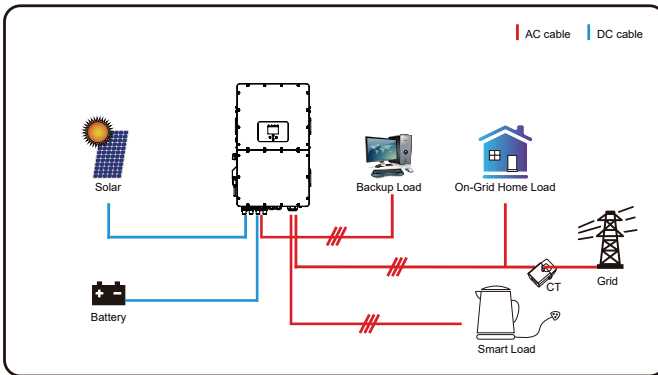 AC cable
DC cable
Solar
Backup Load
On-Grid Home Load
CT
Grid
Battery
Smart Load